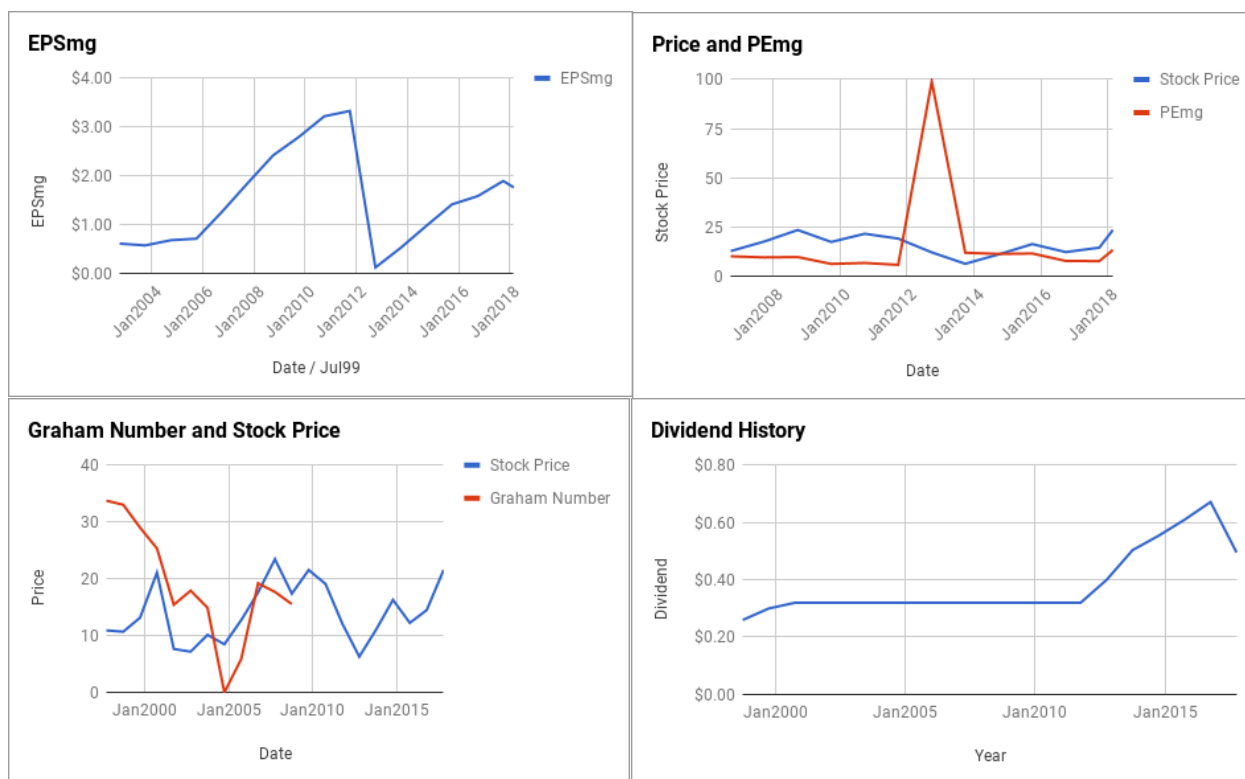 EPSmg
EPSmg
$4.00
$3.00
$2.00
$1.00
$0.00
EPSmg
Jan2004
Jan2006
Jan2008
Jan2010
Jan2012
Jan2014
Jan2016
Jan2018
Date / Jul99
Price and PEmg
Stock Price
PEmg
100
75
50
25
0
Stock Price
Jan2008
Jan2010
Jan2012
Jan2014
Jan2016
Jan2018
Date
Graham Number and Stock Price
Stock Price
Graham Number
40
30
20
10
0
Price
Jan2000
Jan2005
Jan2010
Jan2015
Date
Dividend History
$0.80
$0.60
$0.40
$0.20
$0.00
Dividend
Jan2000
Jan2005
Jan2010
Jan2015
Year